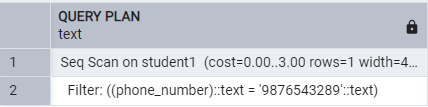 QUERY PLAN
text
1 Seq Scan on student1 (cost=0.00..3.00 rows=1 width=4...
2 Filter: ((phone_number)::text = '9876543289'::text)